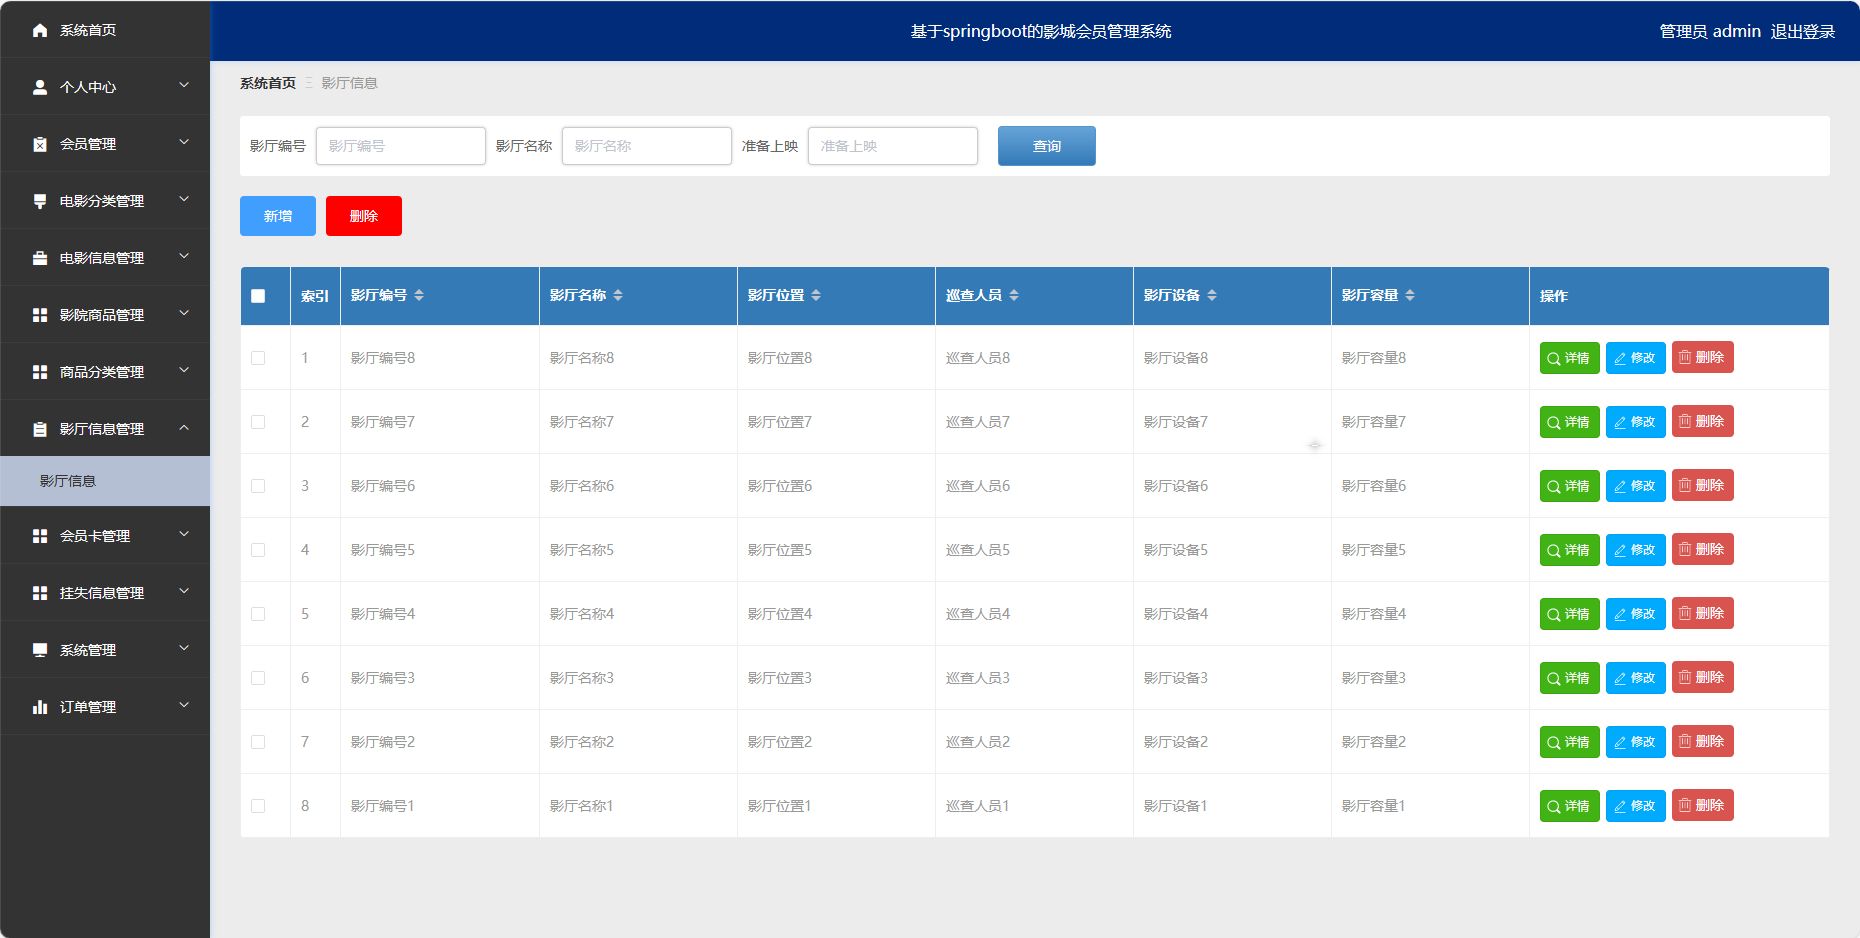 基于springboot的影城会员管理系统
管理员 admin 退出登录
系统首页
个人中心
会员管理
电影分类管理
电影信息管理
影院商品管理
商品分类管理
影厅信息管理
影厅信息
会员卡管理
挂失信息管理
系统管理
订单管理
系统首页 影厅信息
影厅编号 影厅编号 影厅名称 影厅名称 准备上映 准备上映 查询
新增 删除
索引 影厅编号 影厅名称 影厅位置 巡查人员 影厅设备 影厅容量 操作
1 影厅编号8 影厅名称8 影厅位置8 巡查人员8 影厅设备8 影厅容量8 详情 修改 删除
2 影厅编号7 影厅名称7 影厅位置7 巡查人员7 影厅设备7 影厅容量7 详情 修改 删除
3 影厅编号6 影厅名称6 影厅位置6 巡查人员6 影厅设备6 影厅容量6 详情 修改 删除
4 影厅编号5 影厅名称5 影厅位置5 巡查人员5 影厅设备5 影厅容量5 详情 修改 删除
5 影厅编号4 影厅名称4 影厅位置4 巡查人员4 影厅设备4 影厅容量4 详情 修改 删除
6 影厅编号3 影厅名称3 影厅位置3 巡查人员3 影厅设备3 影厅容量3 详情 修改 删除
7 影厅编号2 影厅名称2 影厅位置2 巡查人员2 影厅设备2 影厅容量2 详情 修改 删除
8 影厅编号1 影厅名称1 影厅位置1 巡查人员1 影厅设备1 影厅容量1 详情 修改 删除